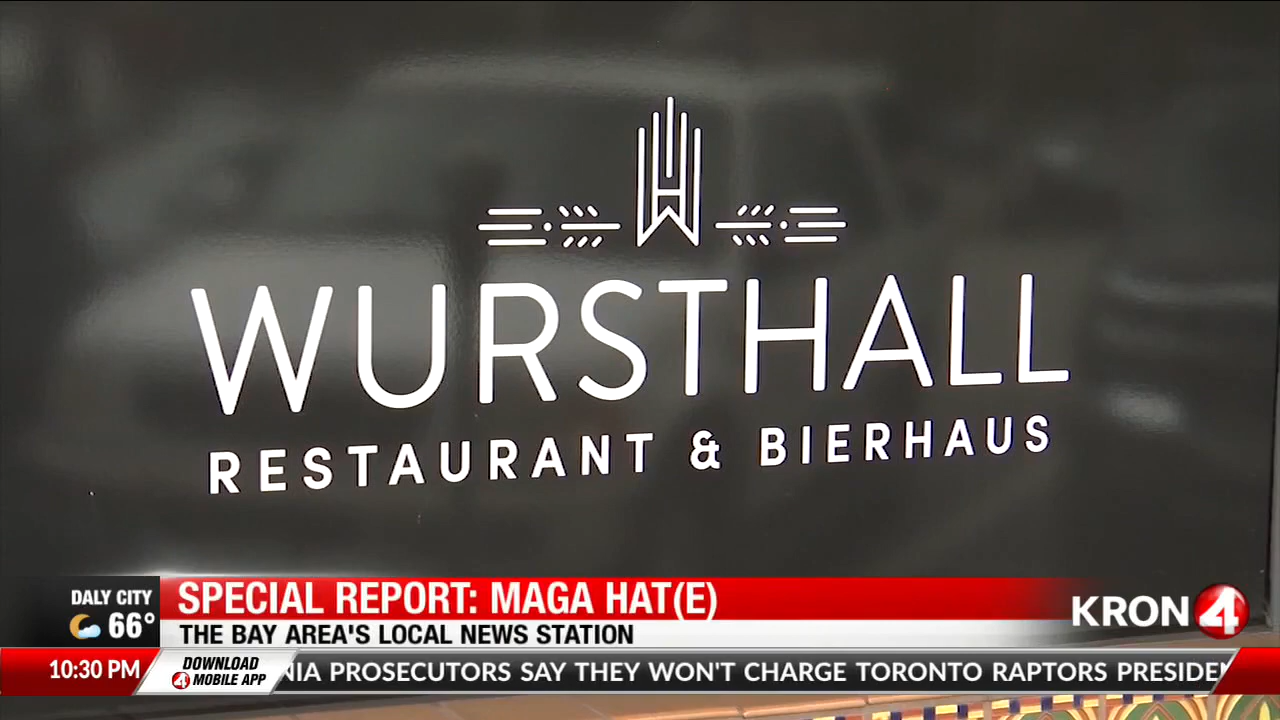 WURSTHALL
RESTAURANT & BIERHAUS
DALY CITY
66°
SPECIAL REPORT: MAGA HAT(E)
THE BAY AREA'S LOCAL NEWS STATION
KRON 4
10:30 PM
DOWNLOAD
4 MOBILE APP
NIA PROSECUTORS SAY THEY WON'T CHARGE TORONTO RAPTORS PRESIDEN